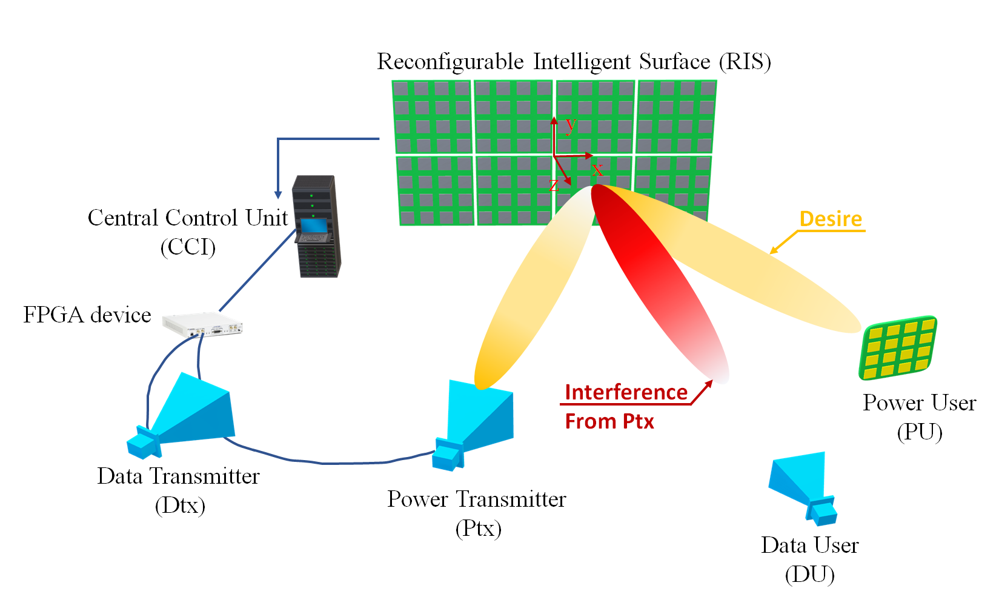 Reconfigurable Intelligent Surface (RIS)
y
x
z
Central Control Unit
(CCI)
Desire
FPGA device
Interference
From Ptx
Power User
(PU)
Data Transmitter
(Dtx)
Power Transmitter
(Ptx)
Data User
(DU)